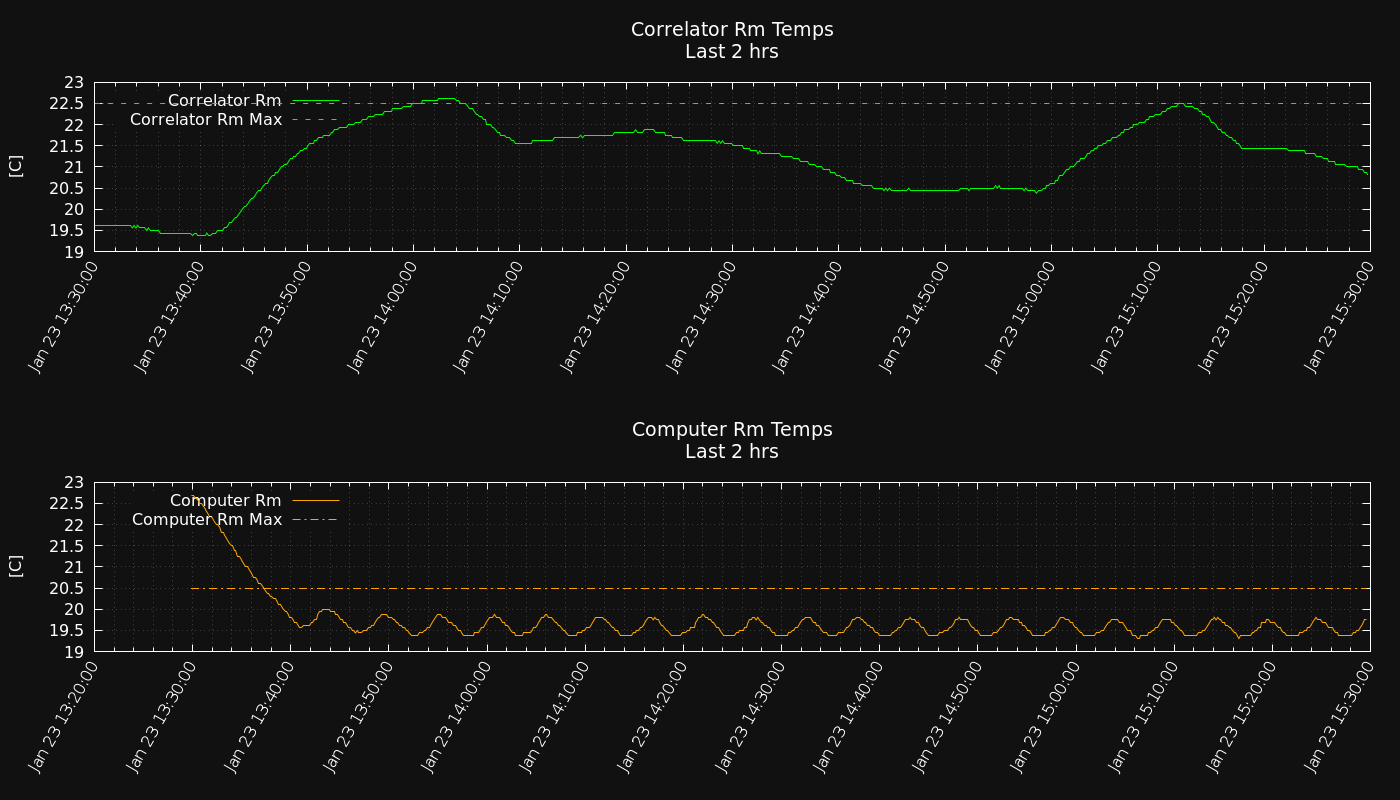 Correlator Rm Temps
Last 2 hrs
23
22.5
22
21.5
21
20.5
20
19.5
19
[C]
Correlator Rm
Correlator Rm Max
Jan 23 13:30:00
Jan 23 13:40:00
Jan 23 13:50:00
Jan 23 14:00:00
Jan 23 14:10:00
Jan 23 14:20:00
Jan 23 14:30:00
Jan 23 14:40:00
Jan 23 14:50:00
Jan 23 15:00:00
Jan 23 15:10:00
Jan 23 15:20:00
Jan 23 15:30:00
Computer Rm Temps
Last 2 hrs
23
22.5
22
21.5
21
20.5
20
19.5
19
[C]
Computer Rm
Computer Rm Max
Jan 23 13:20:00
Jan 23 13:30:00
Jan 23 13:40:00
Jan 23 13:50:00
Jan 23 14:00:00
Jan 23 14:10:00
Jan 23 14:20:00
Jan 23 14:30:00
Jan 23 14:40:00
Jan 23 14:50:00
Jan 23 15:00:00
Jan 23 15:10:00
Jan 23 15:20:00
Jan 23 15:30:00